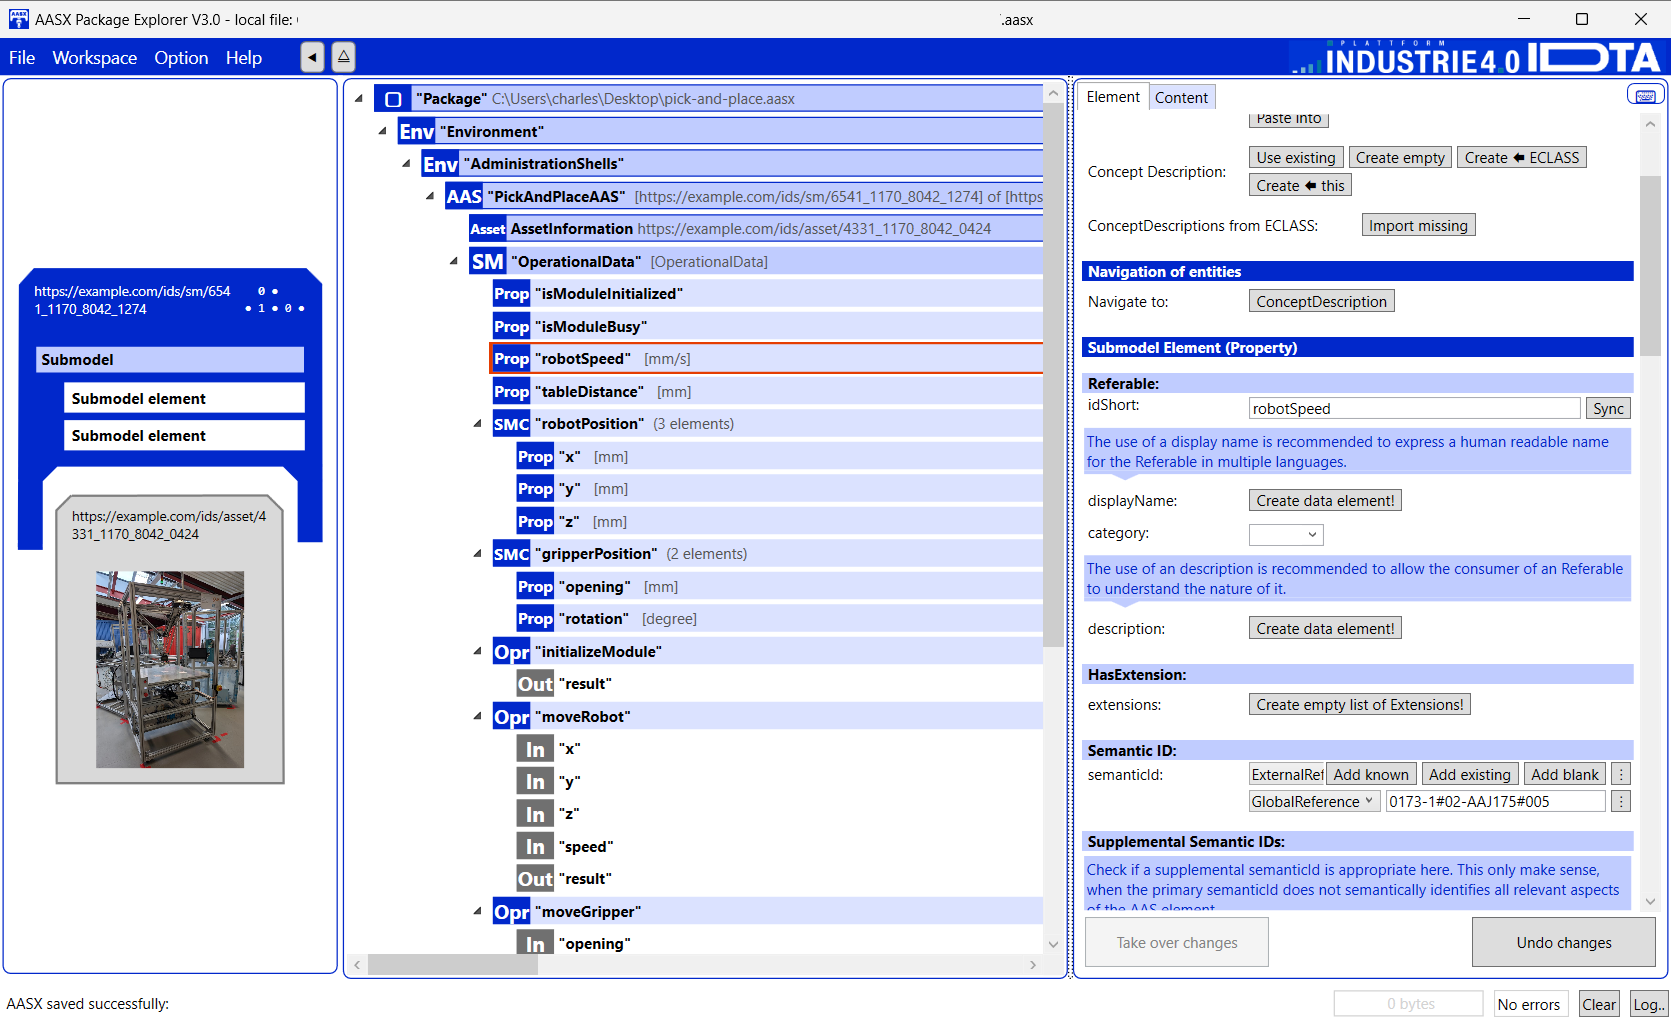 AASX Package Explorer V3.0 - local file:
.aasx
File Workspace Option Help
PLATTFORM
INDUSTRIE4.0 IDTA
https://example.com/ids/sm/654
1_1170_8042_1274
0
1 0
Submodel
Submodel element
Submodel element
https://example.com/ids/asset/4
331_1170_8042_0424
"Package" C:\Users\charles\Desktop\pick-and-place.aasx
Env "Environment"
Env "AdministrationShells"
AAS "PickAndPlaceAAS" [https://example.com/ids/sm/6541_1170_8042_1274] of [https
Asset AssetInformation https://example.com/ids/asset/4331_1170_8042_0424
SM "OperationalData" [OperationalData]
Prop "isModuleInitialized"
Prop "isModuleBusy"
Prop "robotSpeed" [mm/s]
Prop "tableDistance" [mm]
SMC "robotPosition" (3 elements)
Prop "x" [mm]
Prop "y" [mm]
Prop "z" [mm]
SMC "gripperPosition" (2 elements)
Prop "opening" [mm]
Prop "rotation" [degree]
Opr "initializeModule"
Out "result"
Opr "moveRobot"
In "x"
In "y"
In "z"
In "speed"
Out "result"
Opr "moveGripper"
In "opening"
Element Content
Paste into
Concept Description: Use existing Create empty Create 🡄 ECLASS
Create 🡄 this
ConceptDescriptions from ECLASS: Import missing
Navigation of entities
Navigate to: ConceptDescription
Submodel Element (Property)
Referable:
idShort: robotSpeed Sync
The use of a display name is recommended to express a human readable name
for the Referable in multiple languages.
displayName: Create data element!
category:
The use of an description is recommended to allow the consumer of an Referable
to understand the nature of it.
description: Create data element!
HasExtension:
extensions: Create empty list of Extensions!
Semantic ID:
semanticId: ExternalRef Add known Add existing Add blank ⋮
GlobalReference 0173-1#02-AAJ175#005 ⋮
Supplemental Semantic IDs:
Check if a supplemental semanticId is appropriate here. This only make sense,
when the primary semanticId does not semantically identifies all relevant aspects
of the AAS element.
Take over changes Undo changes
AASX saved successfully: 0 bytes No errors Clear Log..